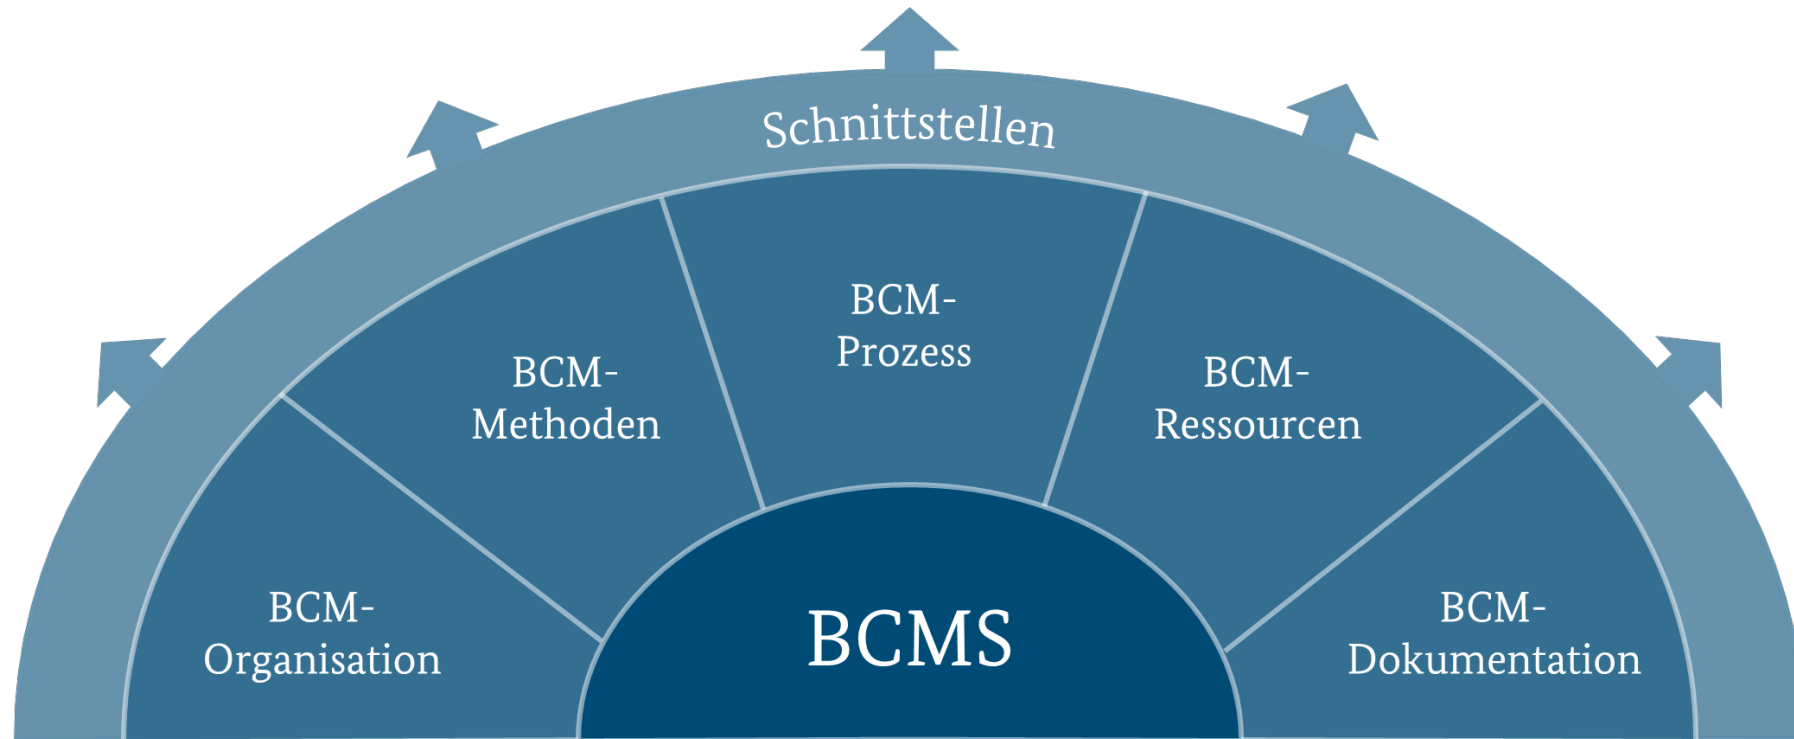 Schnittstellen
BCM-
Organisation
BCM-
Methoden
BCM-
Prozess
BCM-
Ressourcen
BCM-
Dokumentation
BCMS